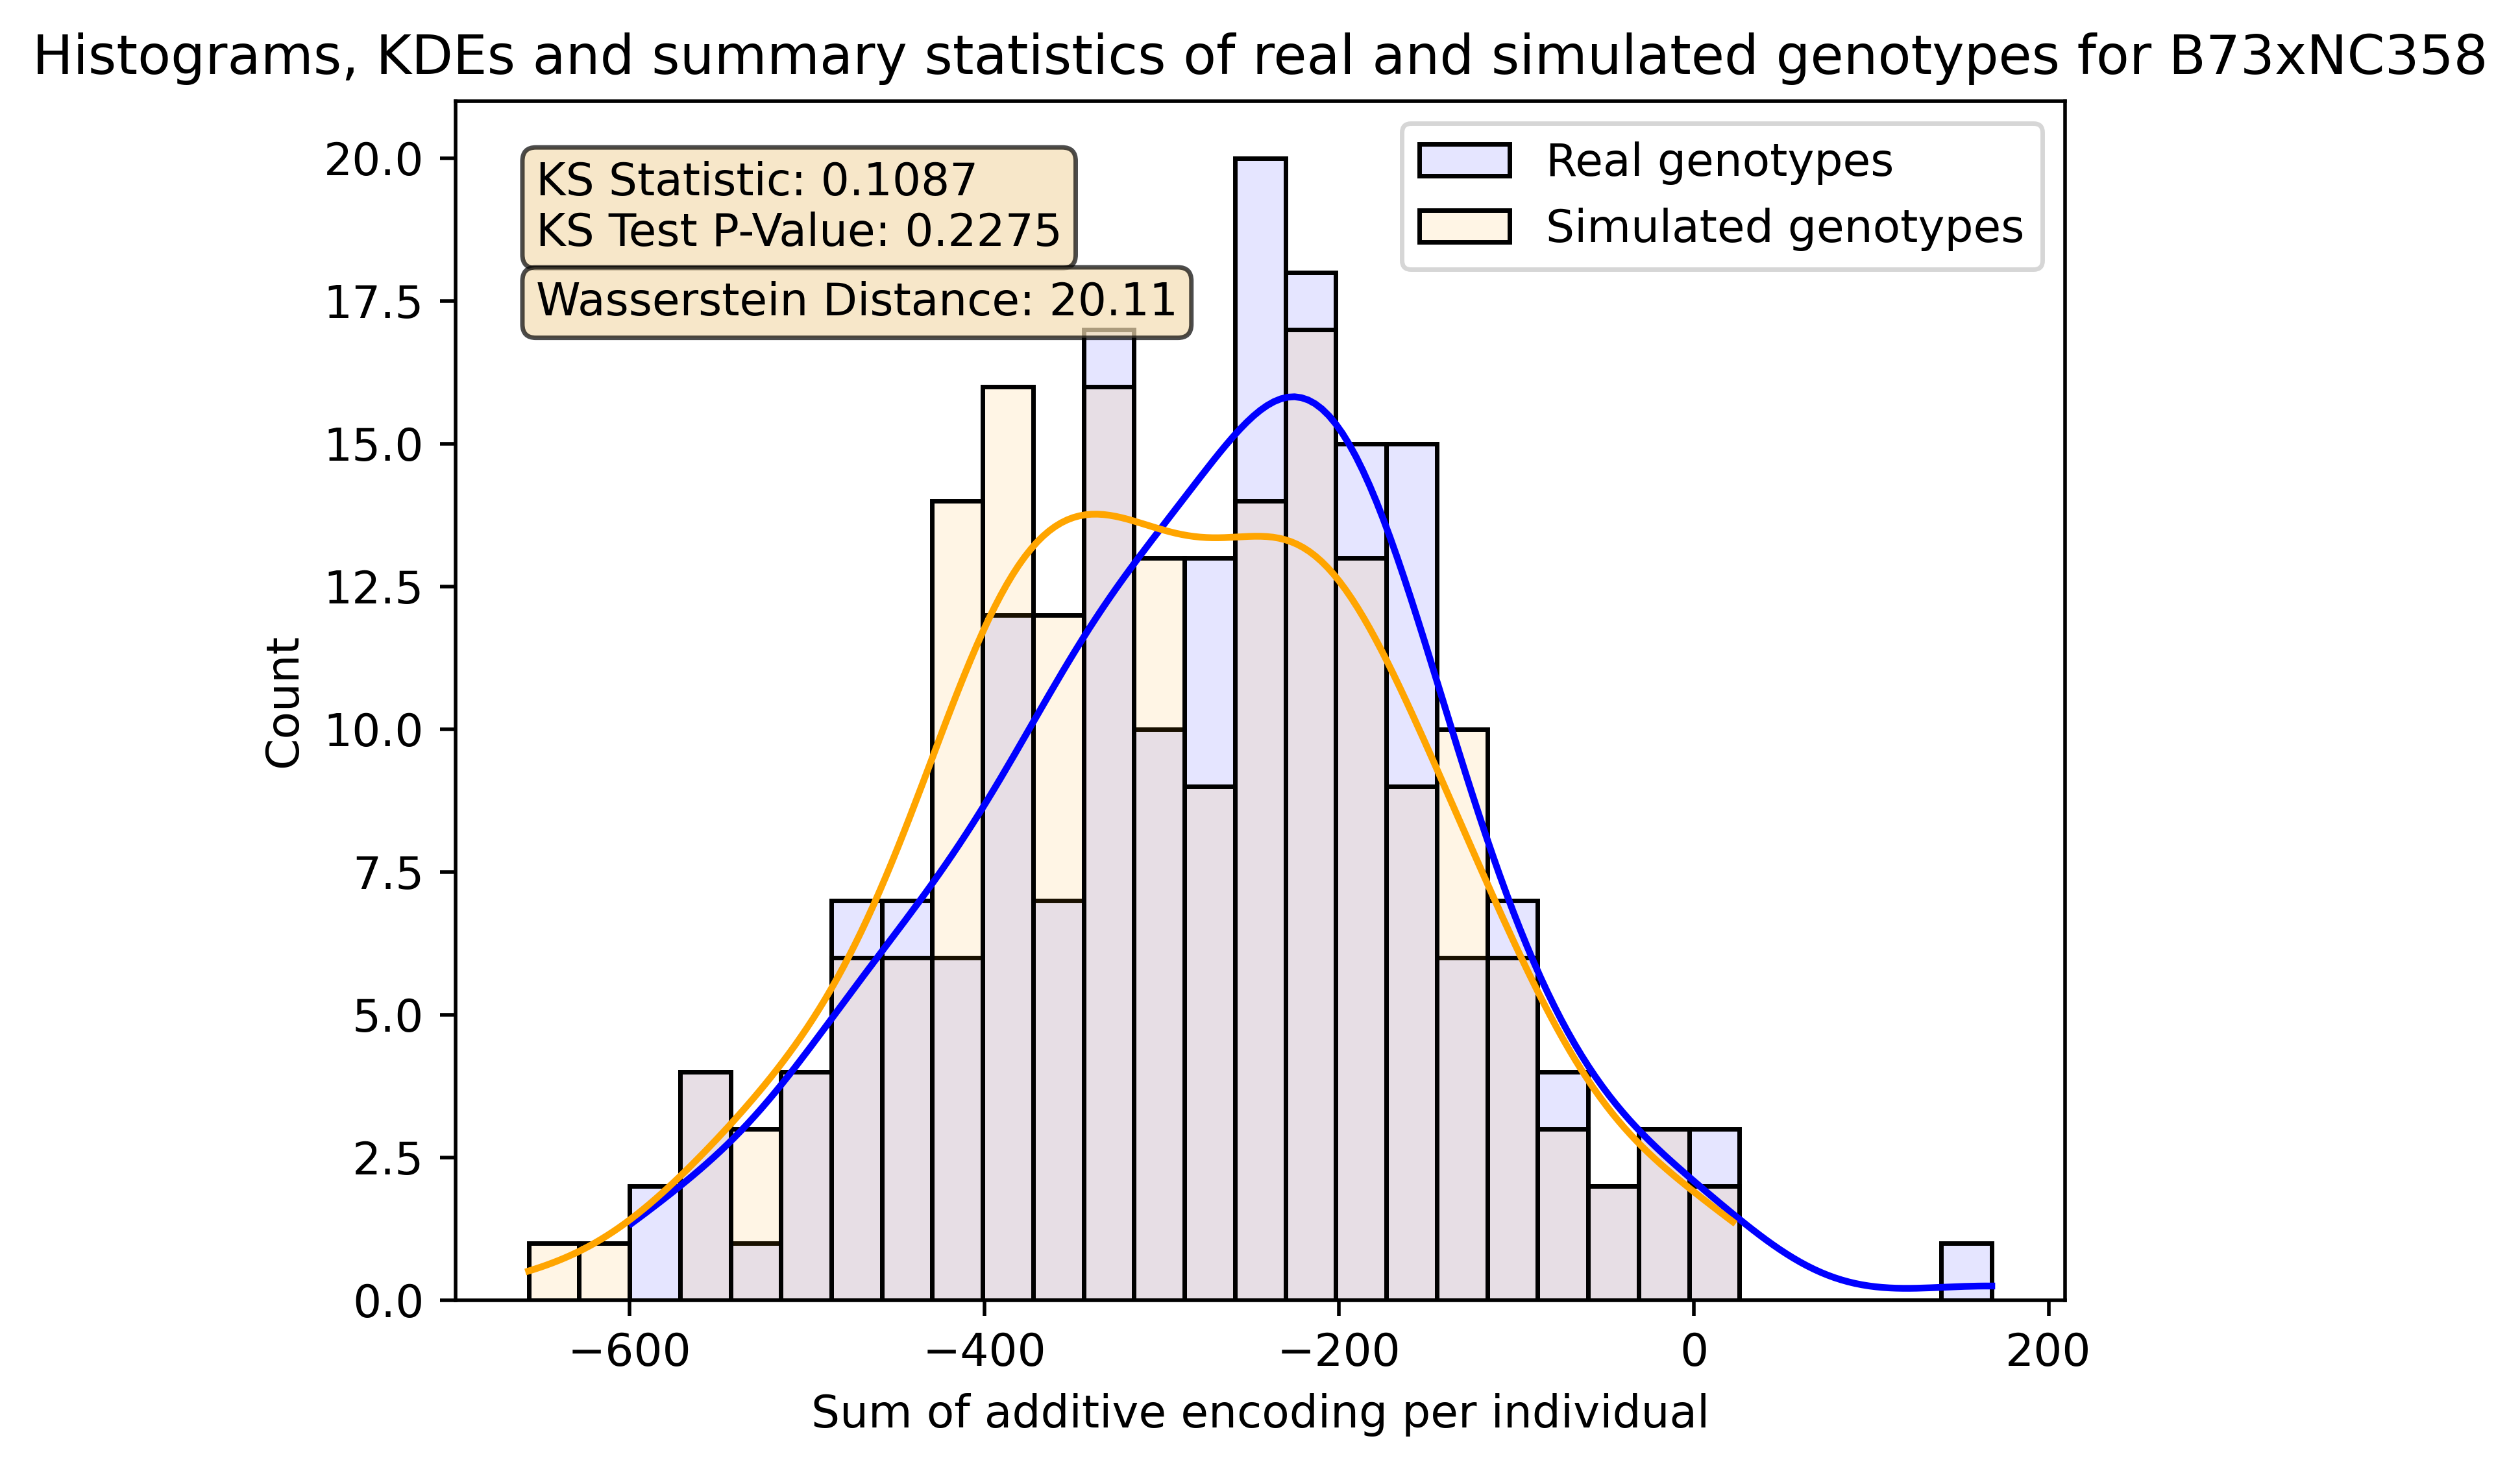 Histograms, KDEs and summary statistics of real and simulated genotypes for B73xNC358
KS Statistic: 0.1087
KS Test P-Value: 0.2275
Wasserstein Distance: 20.11
Real genotypes
Simulated genotypes
Count
20.0
17.5
15.0
12.5
10.0
7.5
5.0
2.5
0.0
−600
−400
−200
0
200
Sum of additive encoding per individual